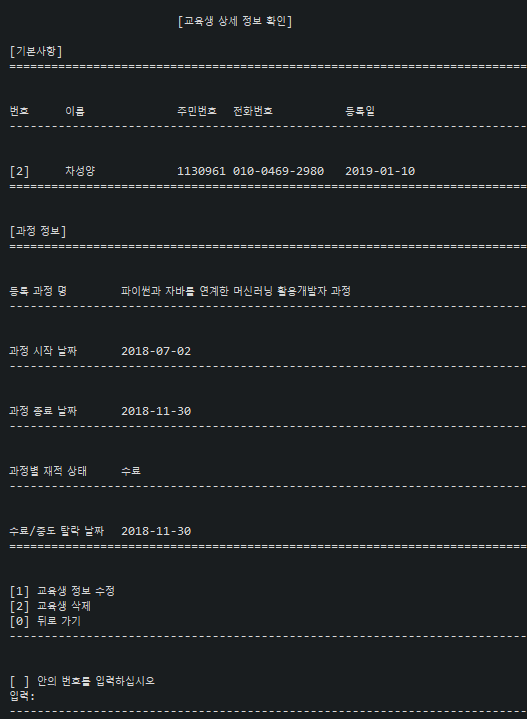 [교육생 상세 정보 확인]
[기본사항]
번호 이름 주민번호 전화번호 등록일
[2] 차성양 1130961 010-0469-2980 2019-01-10
[과정 정보]
등록 과정 명 파이썬과 자바를 연계한 머신러닝 활용개발자 과정
과정 시작 날짜 2018-07-02
과정 종료 날짜 2018-11-30
과정별 재적 상태 수료
수료/중도 탈락 날짜 2018-11-30
[1] 교육생 정보 수정
[2] 교육생 삭제
[0] 뒤로 가기
[ ] 안의 번호를 입력하십시오
입력: